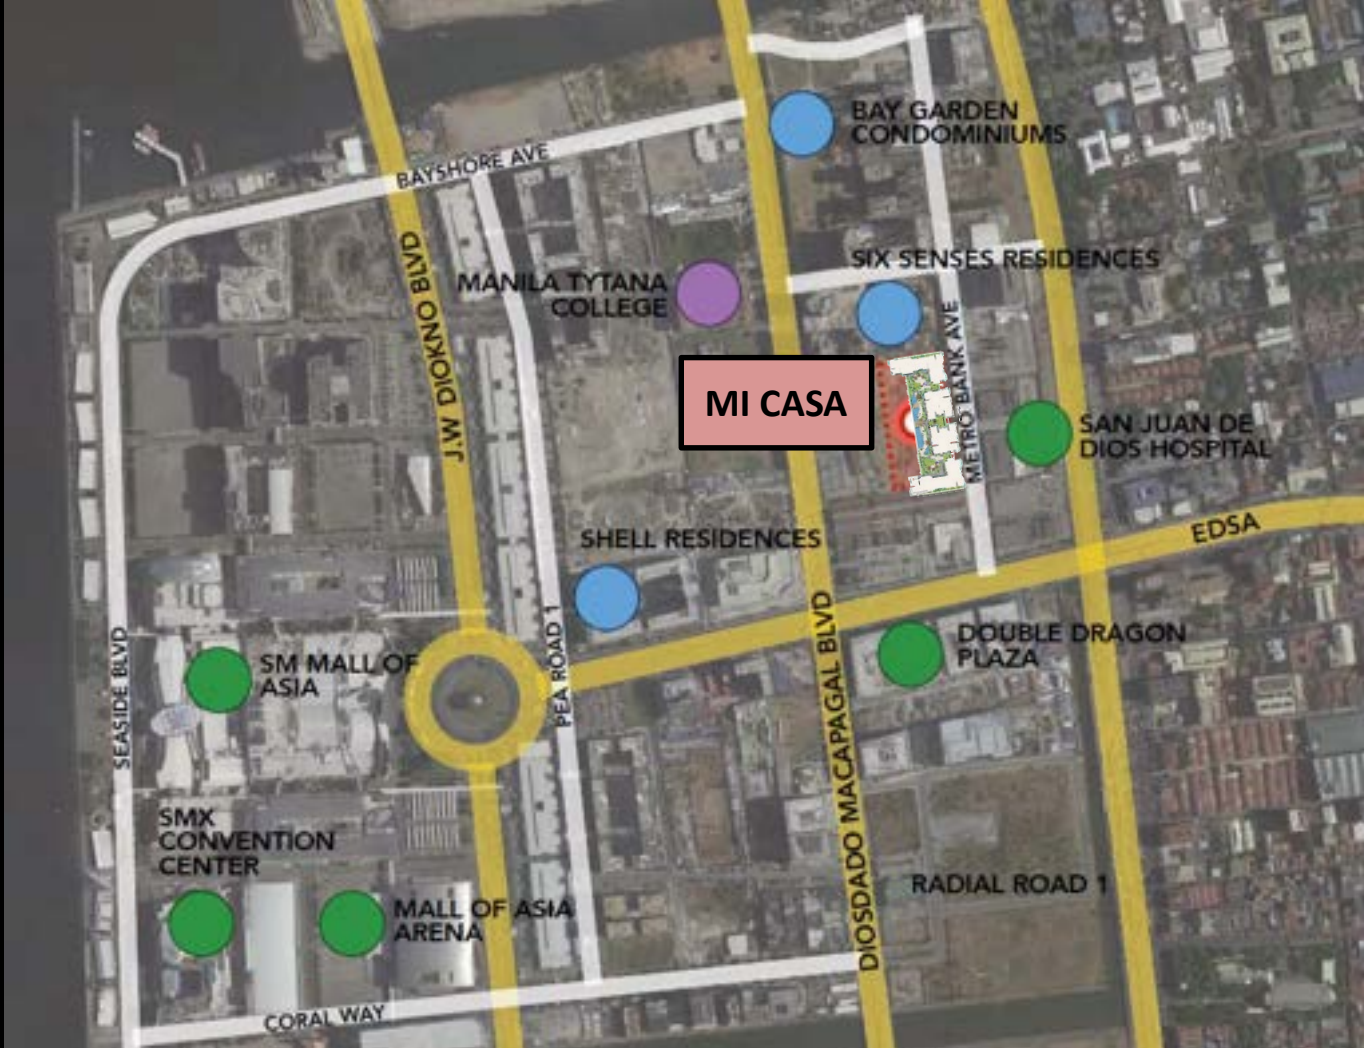 BAY GARDEN
CONDOMINIUMS
BAYSHORE AVE
SIX SENSES RESIDENCES
MANILA TYTANA
COLLEGE
J.W DIOKNO BLVD
METRO BANK AVE
MI CASA
SAN JUAN DE
DIOS HOSPITAL
EDSA
SHELL RESIDENCES
DOUBLE DRAGON
PLAZA
SM MALL OF
ASIA
SEASIDE BLVD
PEA ROAD 1
DIOSDADO MACAPAGAL BLVD
SMX
CONVENTION
CENTER
RADIAL ROAD 1
MALL OF ASIA
ARENA
CORAL WAY